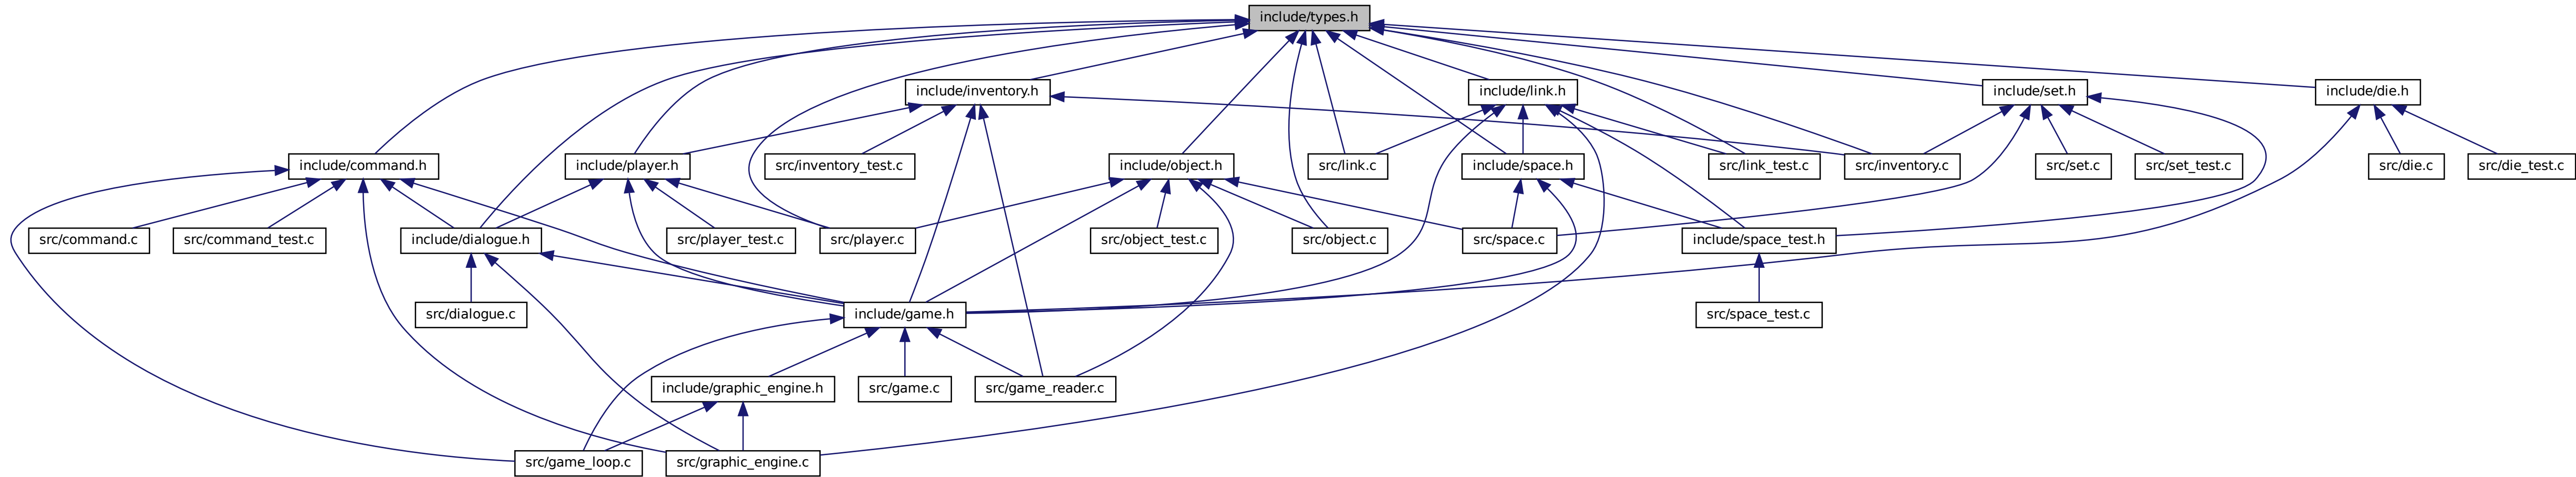 include/types.h
include/inventory.h
include/link.h
include/set.h
include/die.h
include/command.h
include/player.h
src/inventory_test.c
include/object.h
src/link.c
include/space.h
src/link_test.c
src/inventory.c
src/set.c
src/set_test.c
src/die.c
src/die_test.c
src/command.c
src/command_test.c
include/dialogue.h
src/player_test.c
src/player.c
src/object_test.c
src/object.c
src/space.c
include/space_test.h
src/dialogue.c
include/game.h
src/space_test.c
include/graphic_engine.h
src/game.c
src/game_reader.c
src/game_loop.c
src/graphic_engine.c